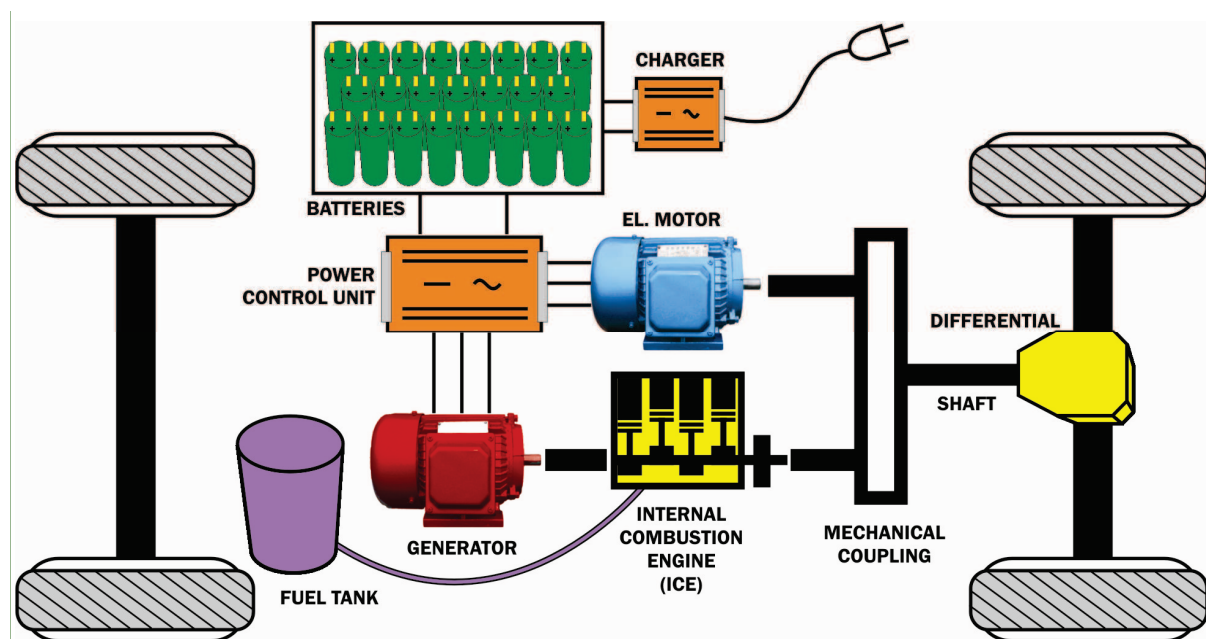 CHARGER
BATTERIES
EL. MOTOR
POWER
CONTROL UNIT
DIFFERENTIAL
SHAFT
GENERATOR
INTERNAL
COMBUSTION
ENGINE
(ICE)
MECHANICAL
COUPLING
FUEL TANK